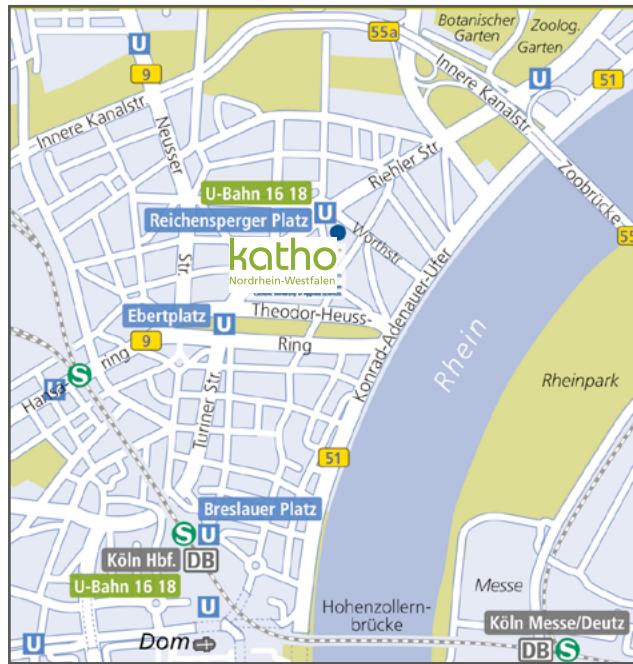 Botanischer
Garten
Zoolog.
Garten
55a
U
9
U
51
Innere Kanalstr.
Innere Kanalstr.
Neusser
Str.
Riehler Str.
Zoobrücke
U-Bahn 16 18
U
Reichensperger Platz
Worthstr.
55
katho
Nordrhein-Westfalen
Ebertplatz
U
Theodor-Heuss-
Ring
9
Hansaring
S
U
Konrad-Adenauer-Ufer
Rhein
Rheinpark
Turiner Str.
51
Breslauer Platz
S
U
Köln Hbf.
DB
U-Bahn 16 18
U
Messe
Hohenzollern-
brücke
Köln Messe/Deutz
DB
S
U
Dom